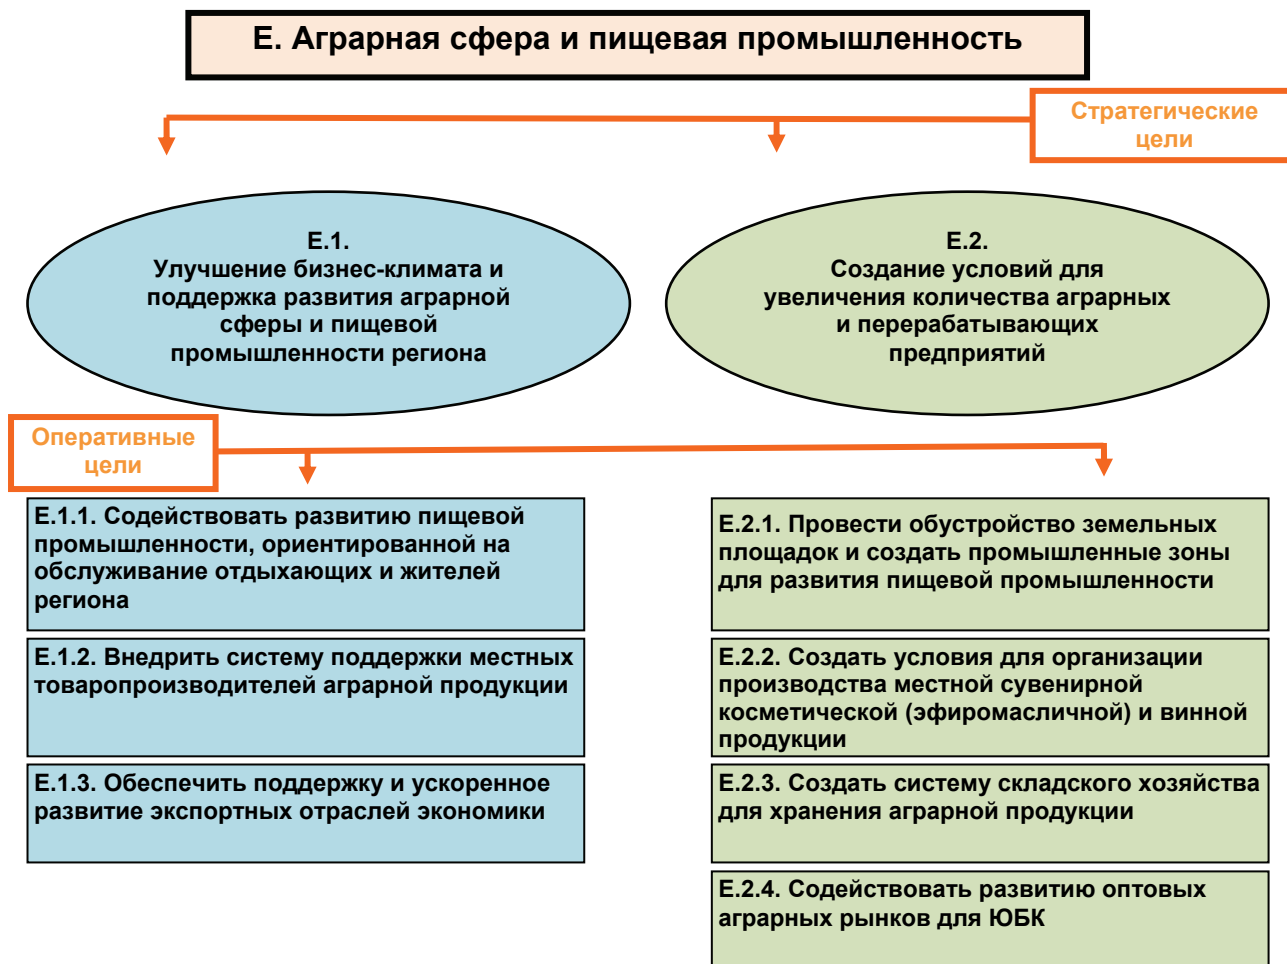 Е. Аграрная сфера и пищевая промышленность
Стратегические
цели
Е.1.
Улучшение бизнес-климата и
поддержка развития аграрной
сферы и пищевой
промышленности региона
Е.2.
Создание условий для
увеличения количества аграрных
и перерабатывающих
предприятий
Оперативные
цели
Е.1.1. Содействовать развитию пищевой
промышленности, ориентированной на
обслуживание отдыхающих и жителей
региона
Е.1.2. Внедрить систему поддержки местных
товаропроизводителей аграрной продукции
Е.1.3. Обеспечить поддержку и ускоренное
развитие экспортных отраслей экономики
Е.2.1. Провести обустройство земельных
площадок и создать промышленные зоны
для развития пищевой промышленности
Е.2.2. Создать условия для организации
производства местной сувенирной
косметической (эфиромасличной) и винной
продукции
Е.2.3. Создать систему складского хозяйства
для хранения аграрной продукции
Е.2.4. Содействовать развитию оптовых
аграрных рынков для ЮБК